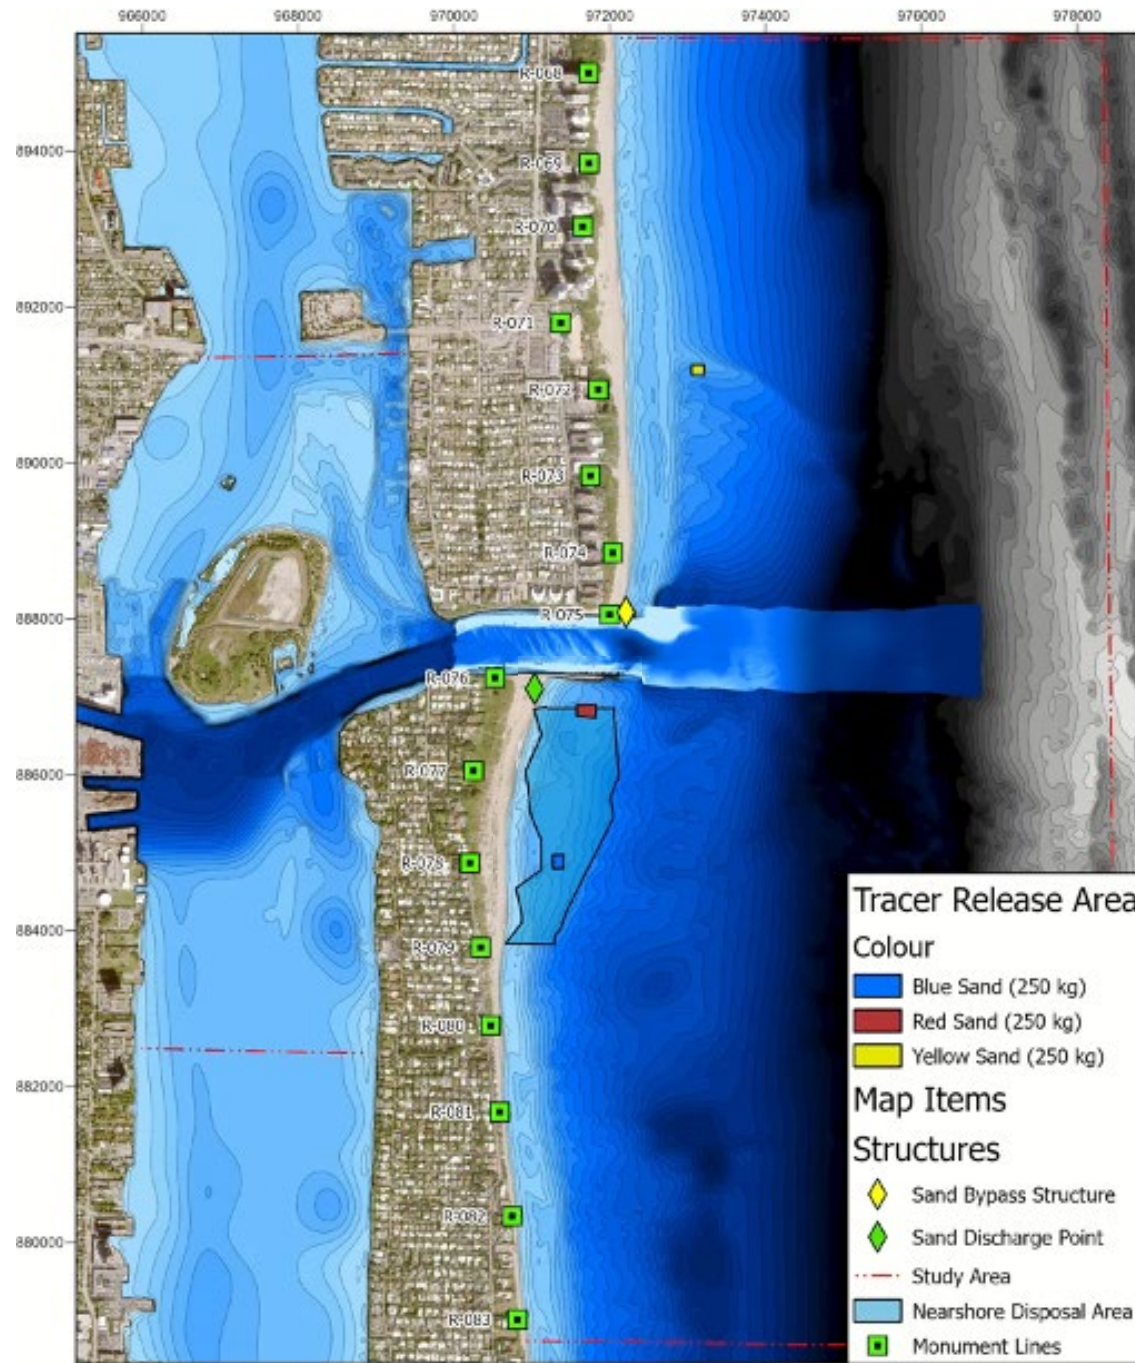 966000 968000 970000 972000 974000 976000 978000
R-068
894000
R-069
R-070
892000
R-071
R-072
890000
R-073
R-074
888000
R-075
R-076
886000
R-077
R-078
884000
R-079
R-080
882000
R-081
R-082
880000
R-083
Tracer Release Area
Colour
Blue Sand (250 kg)
Red Sand (250 kg)
Yellow Sand (250 kg)
Map Items
Structures
Sand Bypass Structure
Sand Discharge Point
Study Area
Nearshore Disposal Area
Monument Lines